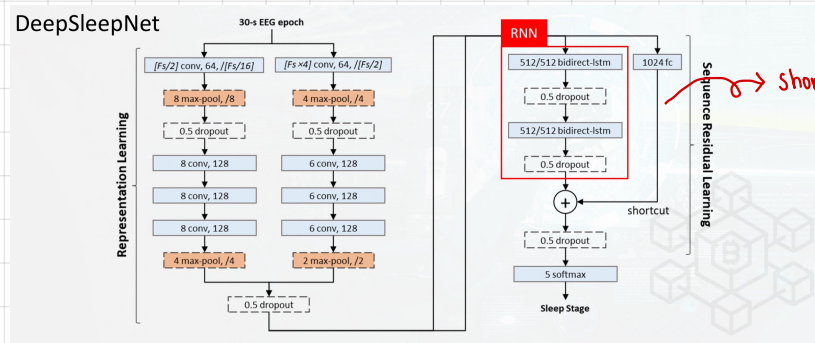 DeepSleepNet
30-s EEG epoch
[Fs/2] conv, 64, /[Fs/16]
[Fs ×4] conv, 64, /[Fs/2]
8 max-pool, /8
4 max-pool, /4
0.5 dropout
0.5 dropout
8 conv, 128
6 conv, 128
8 conv, 128
6 conv, 128
8 conv, 128
6 conv, 128
4 max-pool, /4
2 max-pool, /2
0.5 dropout
Representation Learning
RNN
512/512 bidirect-lstm
1024 fc
0.5 dropout
512/512 bidirect-lstm
0.5 dropout
+
shortcut
0.5 dropout
5 softmax
Sleep Stage
Sequence Residual Learning
shor